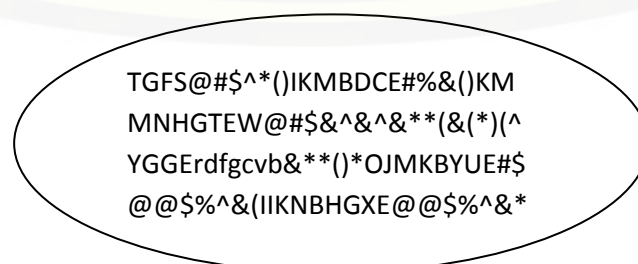 TGFS@#$^*()IKMBDCE#%&()KM
MNHGTEW@#$&^&^&**(&(*)(^
YGGErdfgcvb&**()*OJMKBYUE#$
@@$%^&(IIKNBHGXE@@$%^&*